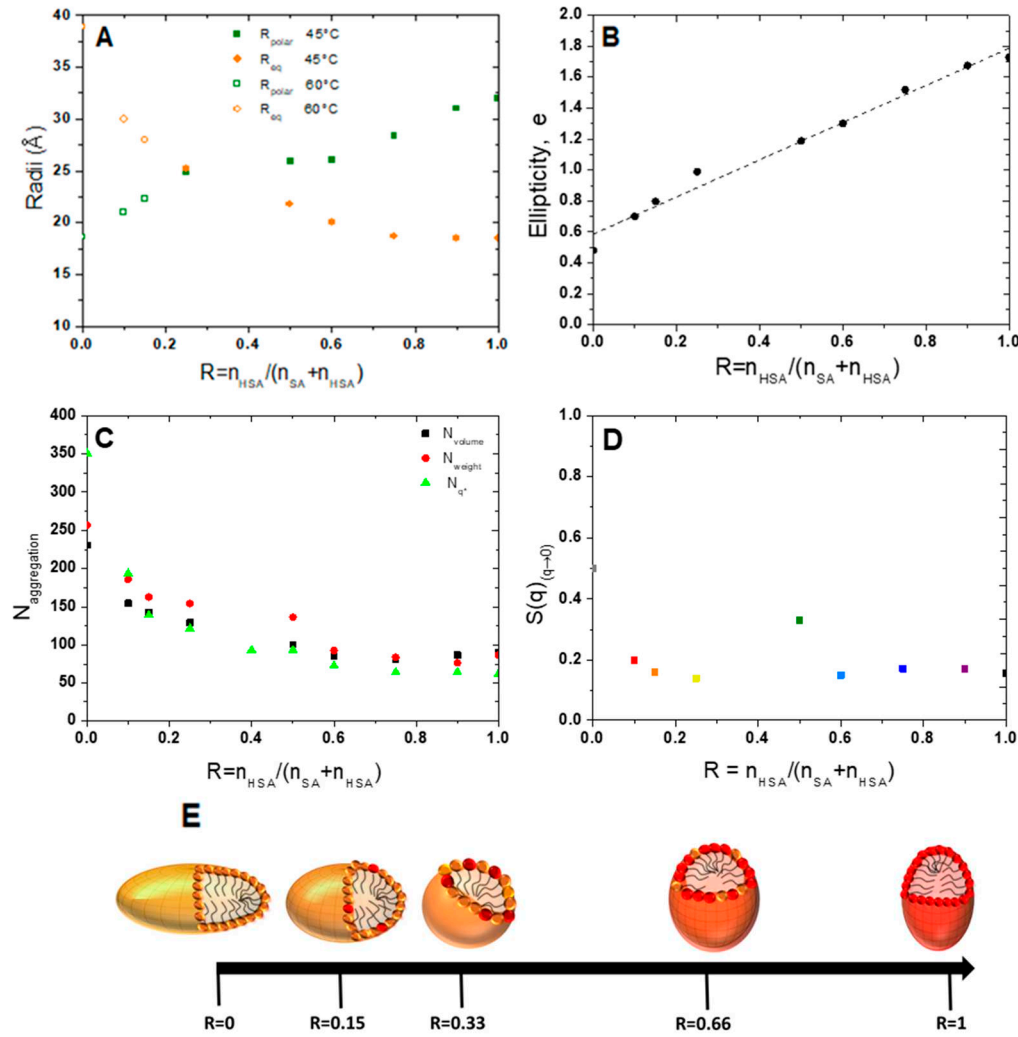 A
R_polar 45°C
R_eq 45°C
R_polar 60°C
R_eq 60°C
Radii (Å)
40
35
30
25
20
15
10
0.0 0.2 0.4 0.6 0.8 1.0
R=n_HSA/(n_SA+n_HSA)
B
Ellipticity, e
2.0
1.8
1.6
1.4
1.2
1.0
0.8
0.6
0.4
0.2
0.0
0.0 0.2 0.4 0.6 0.8 1.0
R=n_HSA/(n_SA+n_HSA)
C
N_volume
N_weight
N_q*
N_aggregation
400
350
300
250
200
150
100
50
0
0.0 0.2 0.4 0.6 0.8 1.0
R=n_HSA/(n_SA+n_HSA)
D
S(q)_(q→0)
1.0
0.8
0.6
0.4
0.2
0.0
0.0 0.2 0.4 0.6 0.8 1.0
R = n_HSA/(n_SA+n_HSA)
E
R=0 R=0.15 R=0.33 R=0.66 R=1